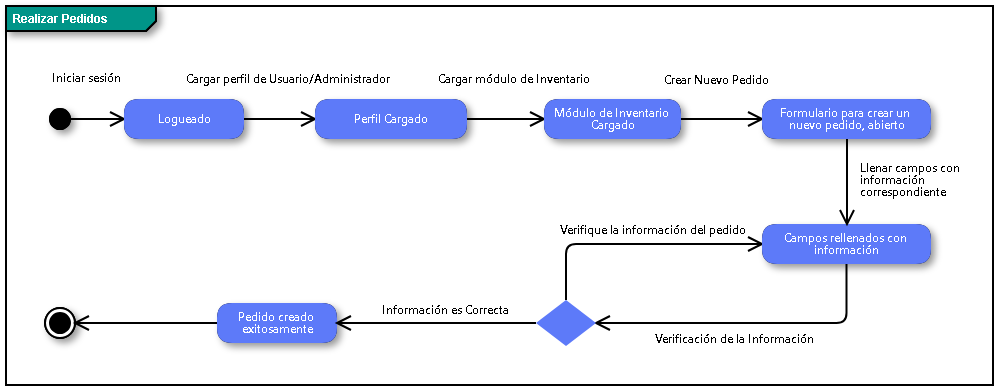 Realizar Pedidos
Iniciar sesión
Cargar perfil de Usuario/Administrador
Cargar módulo de Inventario
Crear Nuevo Pedido
Logueado
Perfil Cargado
Módulo de Inventario
Cargado
Formulario para crear un
nuevo pedido, abierto
Llenar campos con
información
correspondiente
Verifique la información del pedido
Campos rellenados con
información
Información es Correcta
Pedido creado
exitosamente
Verificación de la Información